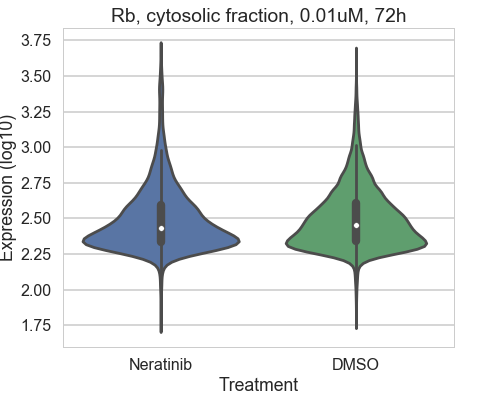 Rb, cytosolic fraction, 0.01uM, 72h
Expression (log10)
3.75
3.50
3.25
3.00
2.75
2.50
2.25
2.00
1.75
Neratinib
DMSO
Treatment